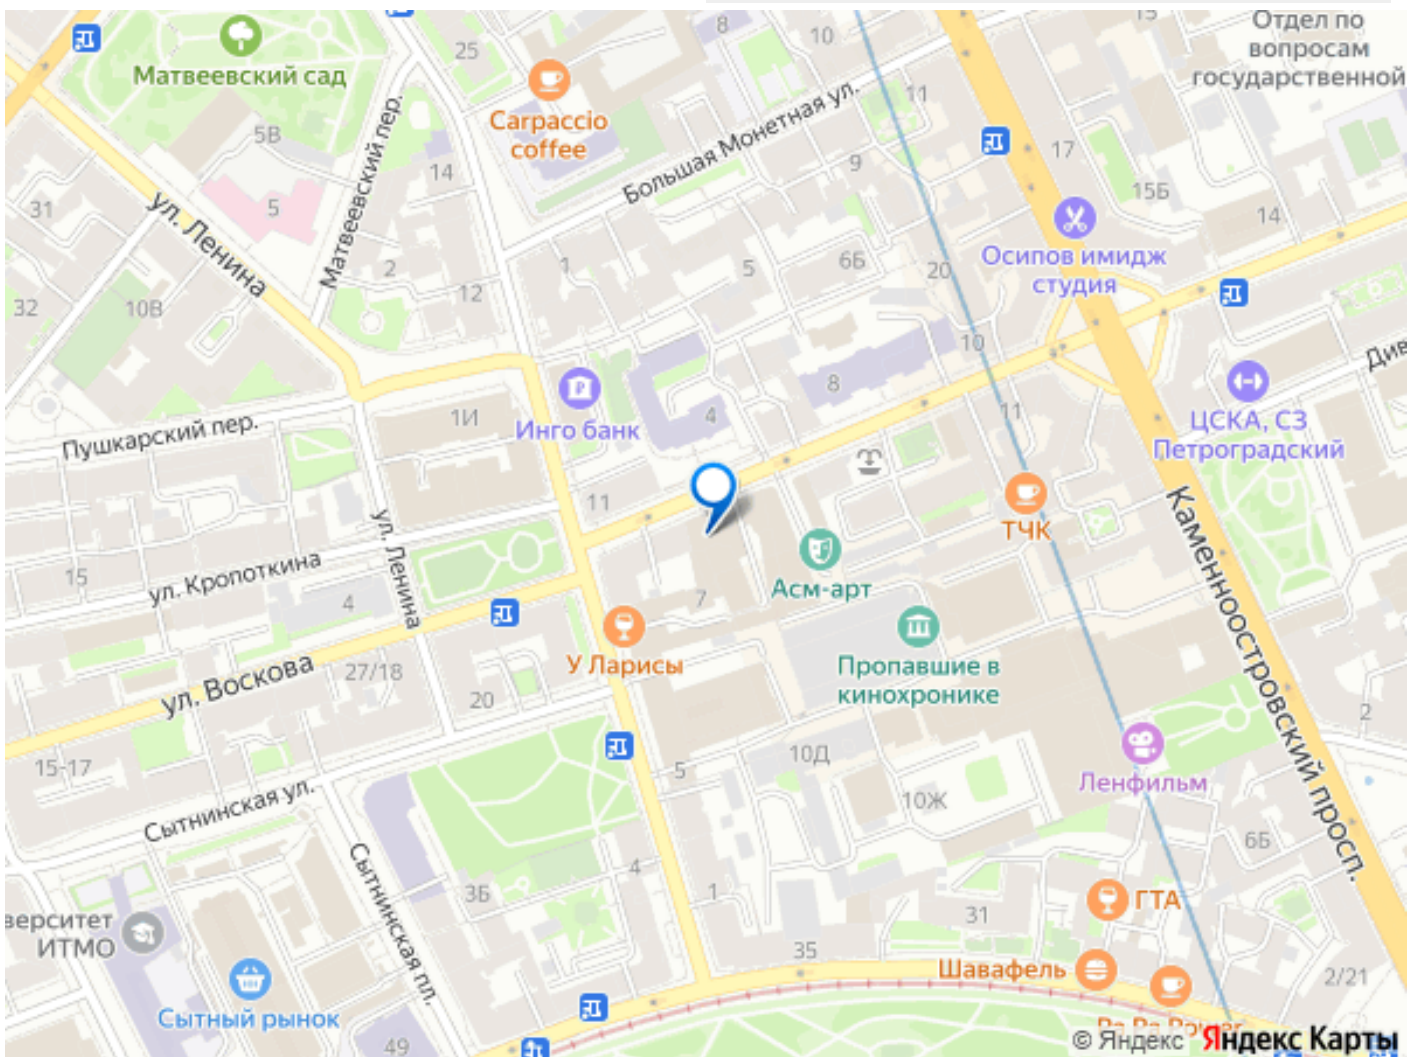 Отдел по
вопросам
государственной
15
8
10
25
Матвеевский сад
Carpaccio
coffee
Большая Монетная ул.
11
5В
Матвеевский пер.
14
9
17
15Б
31
5
ул. Ленина
14
Осипов имидж
студия
2
1
5
6Б
20
12
32
10В
10
Див
8
1И
Инго банк
4
11
ЦСКА, СЗ
Петроградский
Пушкарский пер.
11
ТЧК
Каменноостровский просп.
ул. Ленина
15
ул. Кропоткина
4
7
Асм-арт
У Ларисы
Пропавшие в
кинохронике
ул. Воскова
27/18
20
2
15-17
5
10Д
Ленфильм
Сытнинская ул.
10Ж
6Б
4
Сытнинская пл.
3Б
1
31
ГТА
верситет
ИТМО
35
Шавафель
2/21
Сытный рынок
49
© Яндекс Яндекс Карты